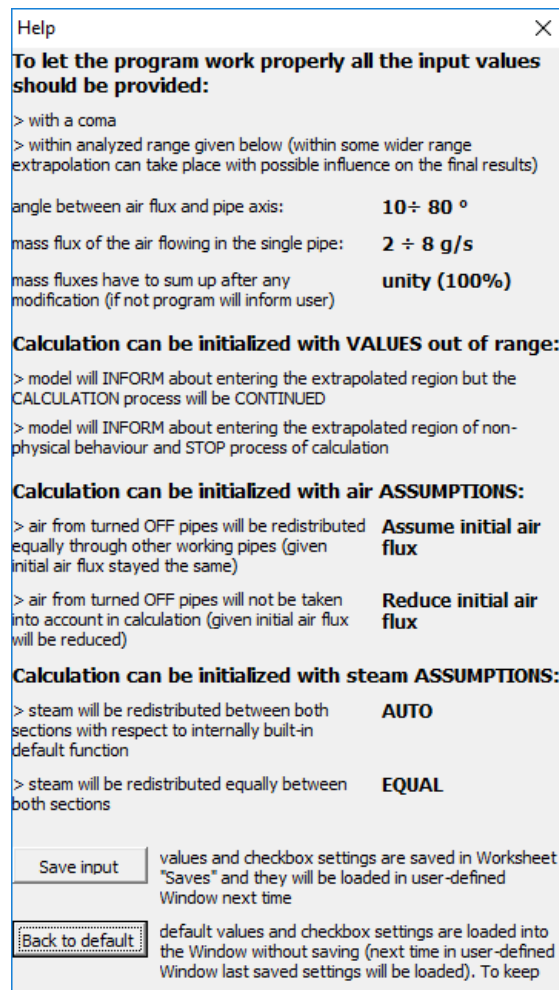 Help
To let the program work properly all the input values
should be provided:
> with a coma
> within analyzed range given below (within some wider range
extrapolation can take place with possible influence on the final results)
angle between air flux and pipe axis: 10÷ 80 º
mass flux of the air flowing in the single pipe: 2 ÷ 8 g/s
mass fluxes have to sum up after any unity (100%)
modification (if not program will inform user)
Calculation can be initialized with VALUES out of range:
> model will INFORM about entering the extrapolated region but the
CALCULATION process will be CONTINUED
> model will INFORM about entering the extrapolated region of non-
physical behaviour and STOP process of calculation
Calculation can be initialized with air ASSUMPTIONS:
> air from turned OFF pipes will be redistributed Assume initial air
equally through other working pipes (given flux
initial air flux stayed the same)
> air from turned OFF pipes will not be taken Reduce initial air
into account in calculation (given initial air flux flux
will be reduced)
Calculation can be initialized with steam ASSUMPTIONS:
> steam will be redistributed between both AUTO
sections with respect to internally built-in
default function
> steam will be redistributed equally between EQUAL
both sections
Save input
values and checkbox settings are saved in Worksheet
"Saves" and they will be loaded in user-defined
Window next time
Back to default
default values and checkbox settings are loaded into
the Window without saving (next time in user-defined
Window last saved settings will be loaded). To keep